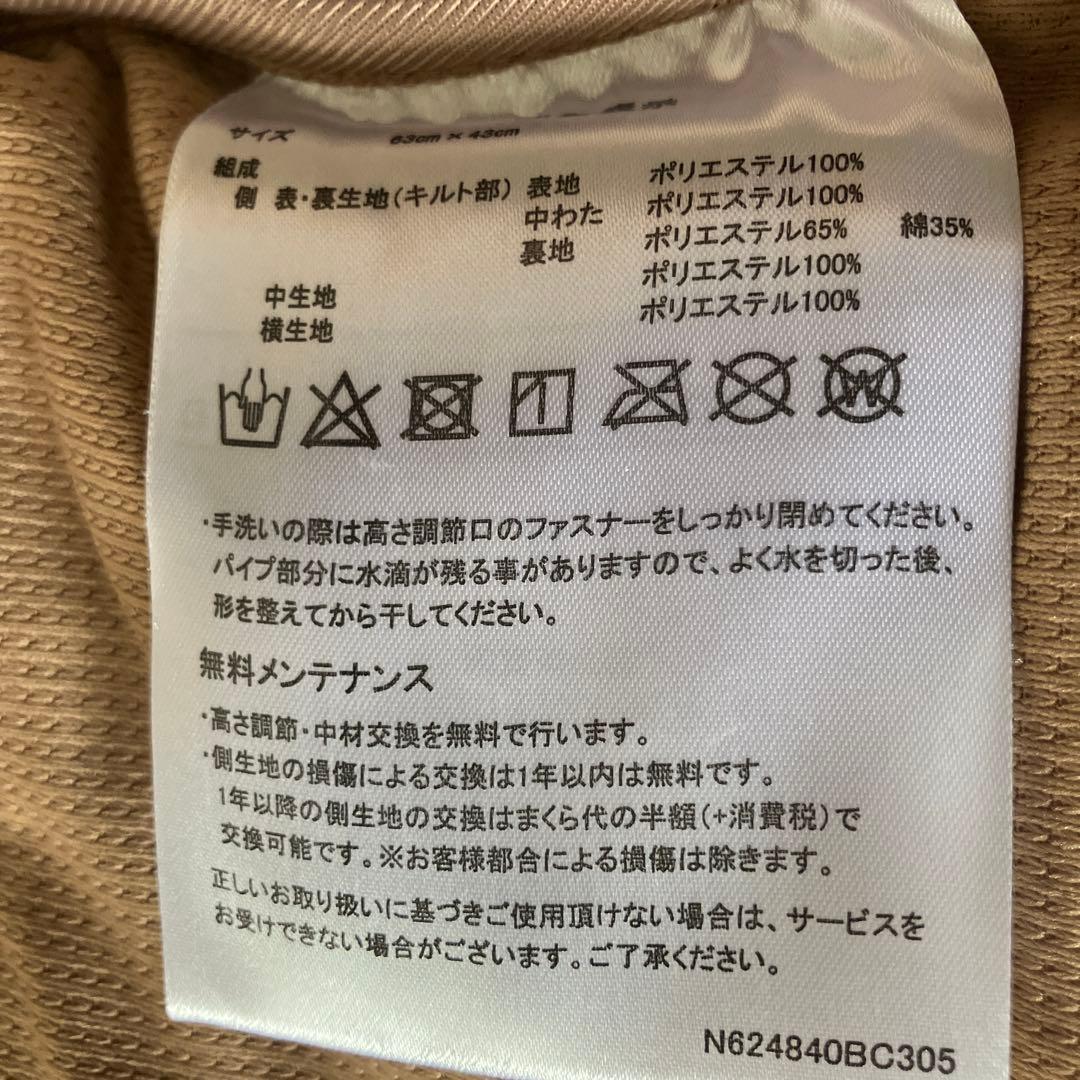 サイズ 63cm×43cm
組成
側 表・裏生地(キルト部) 表地 ポリエステル100%
中わた ポリエステル100%
裏地 ポリエステル65% 綿35%
中生地 ポリエステル100%
横生地 ポリエステル100%
W
・手洗いの際は高さ調節口のファスナーをしっかり閉めてください。
パイプ部分に水滴が残る事がありますので、よく水を切った後、
形を整えてから干してください。
無料メンテナンス
・高さ調節・中材交換を無料で行います。
・側生地の損傷による交換は1年以内は無料です。
1年以降の側生地の交換はまくら代の半額(+消費税)で
交換可能です。※お客様都合による損傷は除きます。
正しいお取り扱いに基づきご使用頂けない場合は、サービスを
お受けできない場合がございます。ご了承ください。
N624840BC305